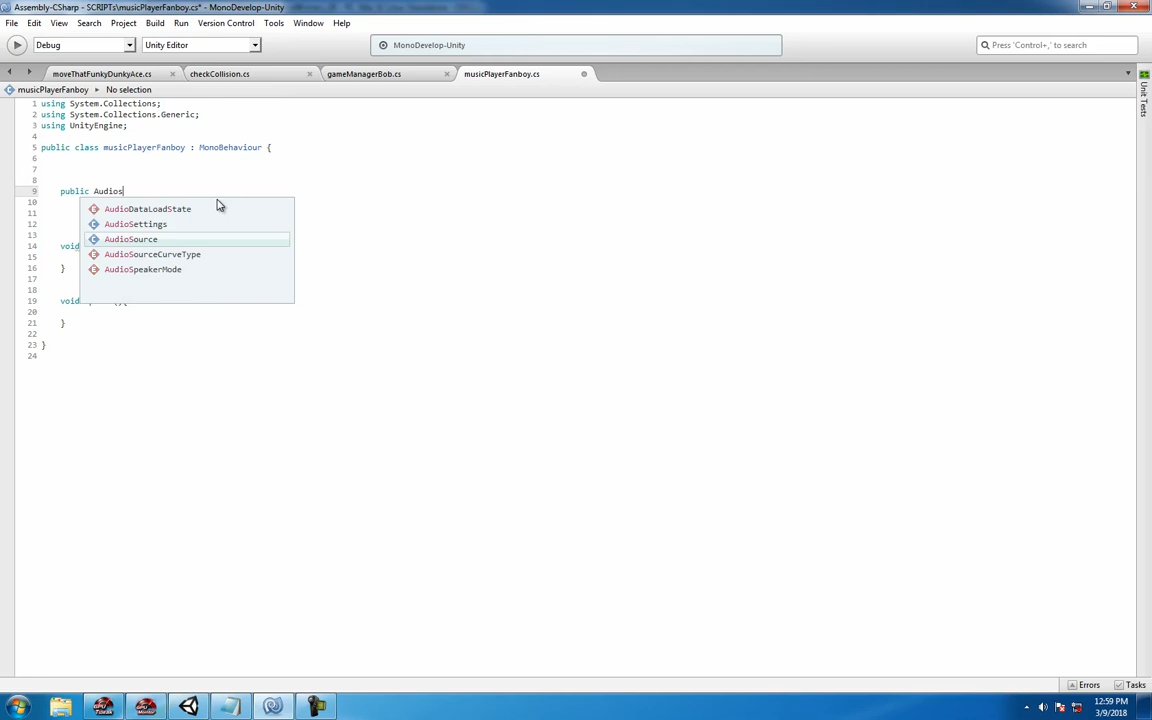 Assembly-CSharp - SCRIPTs\musicPlayerFanboy.cs* - MonoDevelop-Unity
File Edit View Search Project Build Run Version Control Tools Window Help
Debug Unity Editor MonoDevelop-Unity Press 'Control+,' to search
moveThatFunkyDunkyAce.cs checkCollision.cs gameManagerBob.cs musicPlayerFanboy.cs
musicPlayerFanboy No selection
1 using System.Collections;
2 using System.Collections.Generic;
3 using UnityEngine;
4
5 public class musicPlayerFanboy : MonoBehaviour {
6
7
8
9 public Audios
10
AudioDataLoadState
11
AudioSettings
12
13
AudioSource
14 void
AudioSourceCurveType
15
16 }
AudioSpeakerMode
17
18
19 void
20
21 }
22
23 }
24
Unit Tests
Errors Tasks
12:59 PM
3/9/2018